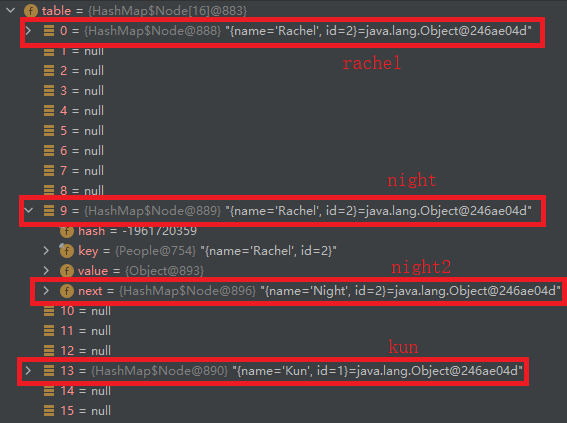 table = {HashMap$Node[16]@883}
0 = {HashMap$Node@888} "{name='Rachel', id=2}=java.lang.Object@246ae04d"
1 = null
rachel
2 = null
3 = null
4 = null
5 = null
6 = null
7 = null
night
8 = null
9 = {HashMap$Node@889} "{name='Rachel', id=2}=java.lang.Object@246ae04d"
hash = -1961720359
key = {People@754} "{name='Rachel', id=2}"
value = {Object@893}
night2
next = {HashMap$Node@896} "{name='Night', id=2}=java.lang.Object@246ae04d"
10 = null
11 = null
12 = null
kun
13 = {HashMap$Node@890} "{name='Kun', id=1}=java.lang.Object@246ae04d"
14 = null
15 = null